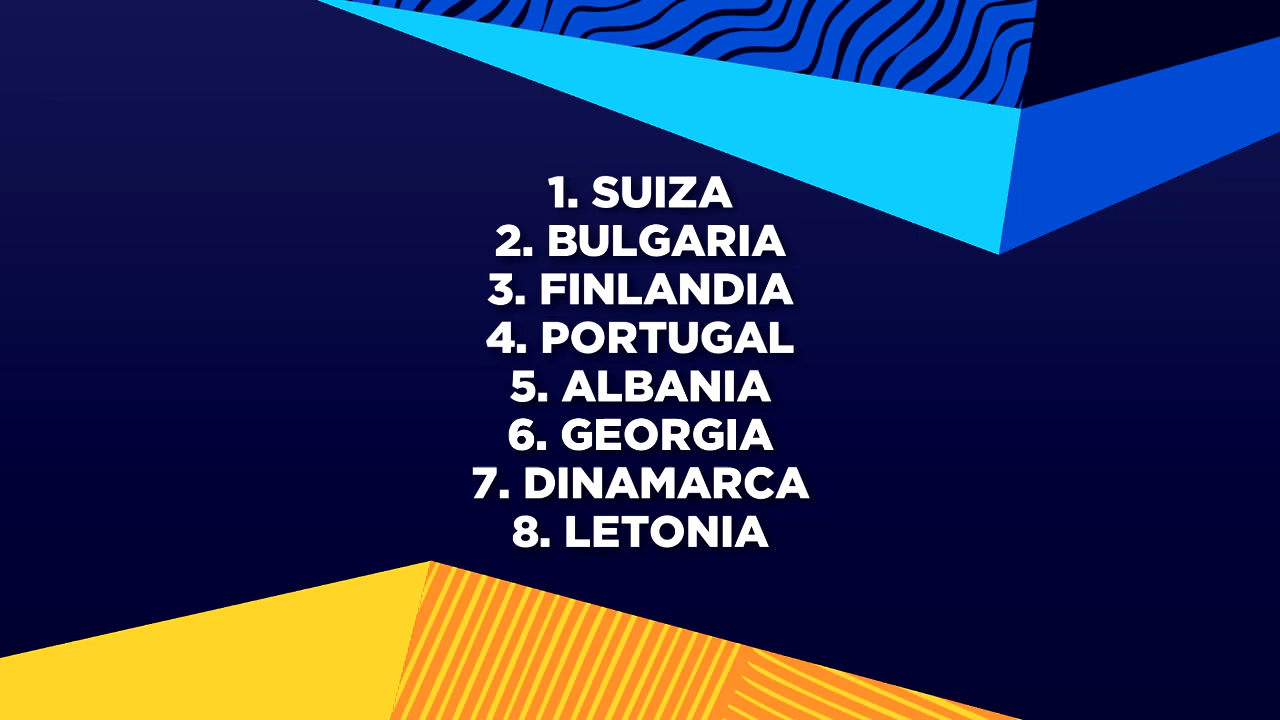 1. SUIZA
2. BULGARIA
3. FINLANDIA
4. PORTUGAL
5. ALBANIA
6. GEORGIA
7. DINAMARCA
8. LETONIA